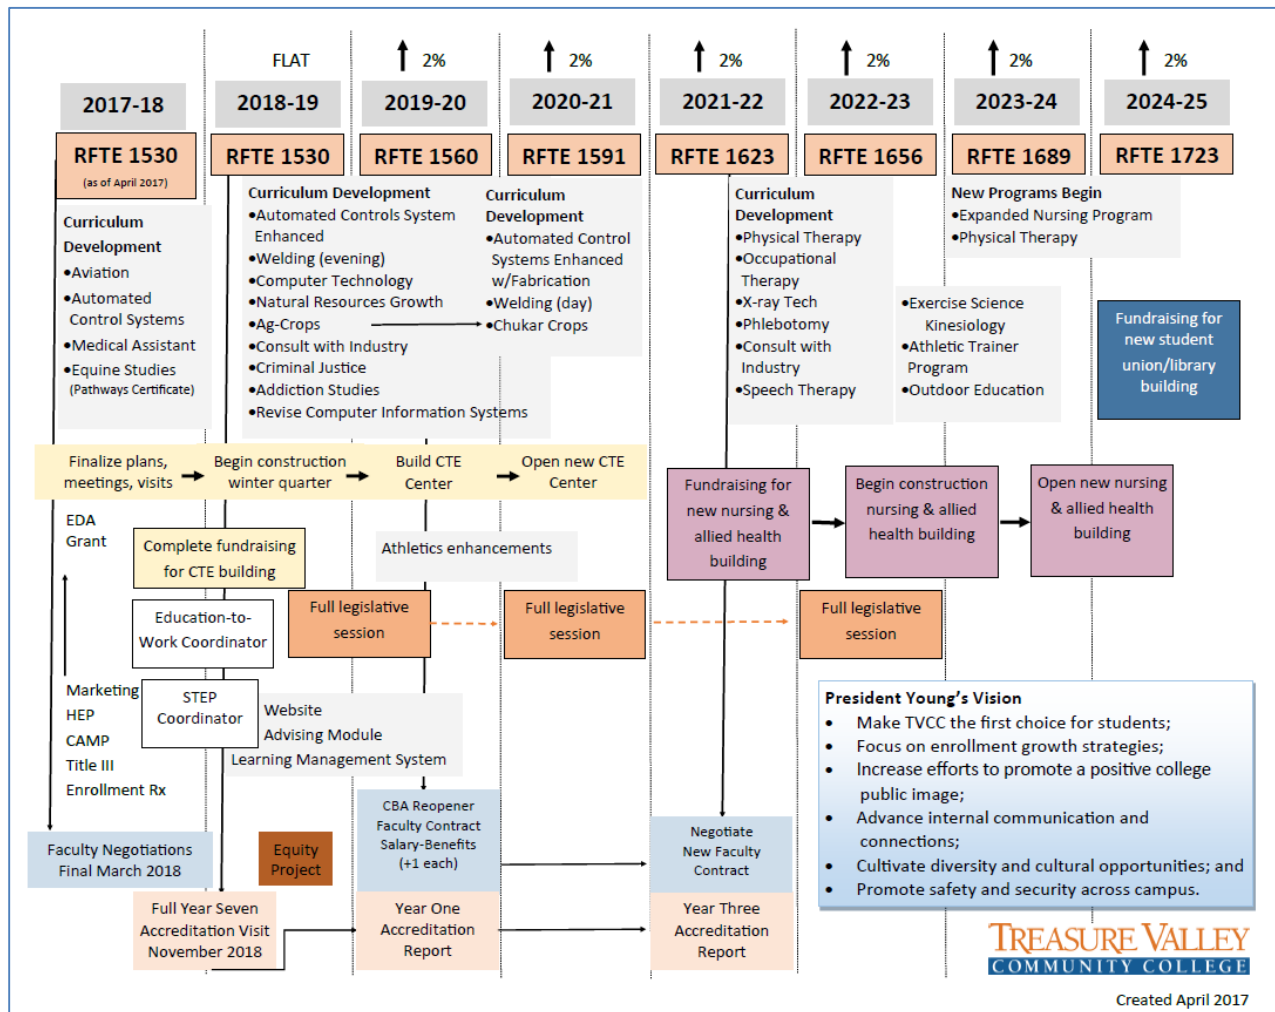 FLAT
2%
2%
2%
2%
2%
2%
2017-18
2018-19
2019-20
2020-21
2021-22
2022-23
2023-24
2024-25
RFTE 1530
(as of April 2017)
RFTE 1530
RFTE 1560
RFTE 1591
RFTE 1623
RFTE 1656
RFTE 1689
RFTE 1723
Curriculum
Development
•Aviation
•Automated
Control Systems
•Medical Assistant
•Equine Studies
(Pathways Certificate)
Curriculum Development
•Automated Controls System
Enhanced
•Welding (evening)
•Computer Technology
•Natural Resources Growth
•Ag-Crops
•Consult with Industry
•Criminal Justice
•Addiction Studies
•Revise Computer Information Systems
Curriculum
Development
•Automated Control
Systems Enhanced
w/Fabrication
•Welding (day)
•Chukar Crops
Curriculum
Development
•Physical Therapy
•Occupational
Therapy
•X-ray Tech
•Phlebotomy
•Consult with
Industry
•Speech Therapy
•Exercise Science
Kinesiology
•Athletic Trainer
Program
•Outdoor Education
New Programs Begin
•Expanded Nursing Program
•Physical Therapy
Fundraising for
new student
union/library
building
Finalize plans,
meetings, visits
Begin construction
winter quarter
Build CTE
Center
Open new CTE
Center
Fundraising for
new nursing &
allied health
building
Begin construction
nursing & allied
health building
Open new nursing
& allied health
building
EDA
Grant
Complete fundraising
for CTE building
Athletics enhancements
Education-to-
Work Coordinator
Full legislative
session
Full legislative
session
Full legislative
session
Marketing
HEP
CAMP
Title III
Enrollment Rx
STEP
Coordinator
Website
Advising Module
Learning Management System
President Young's Vision
• Make TVCC the first choice for students;
• Focus on enrollment growth strategies;
• Increase efforts to promote a positive college
public image;
• Advance internal communication and
connections;
• Cultivate diversity and cultural opportunities; and
• Promote safety and security across campus.
Faculty Negotiations
Final March 2018
Equity
Project
CBA Reopener
Faculty Contract
Salary-Benefits
(+1 each)
Negotiate
New Faculty
Contract
Full Year Seven
Accreditation Visit
November 2018
Year One
Accreditation
Report
Year Three
Accreditation
Report
TREASURE VALLEY
COMMUNITY COLLEGE
Created April 2017